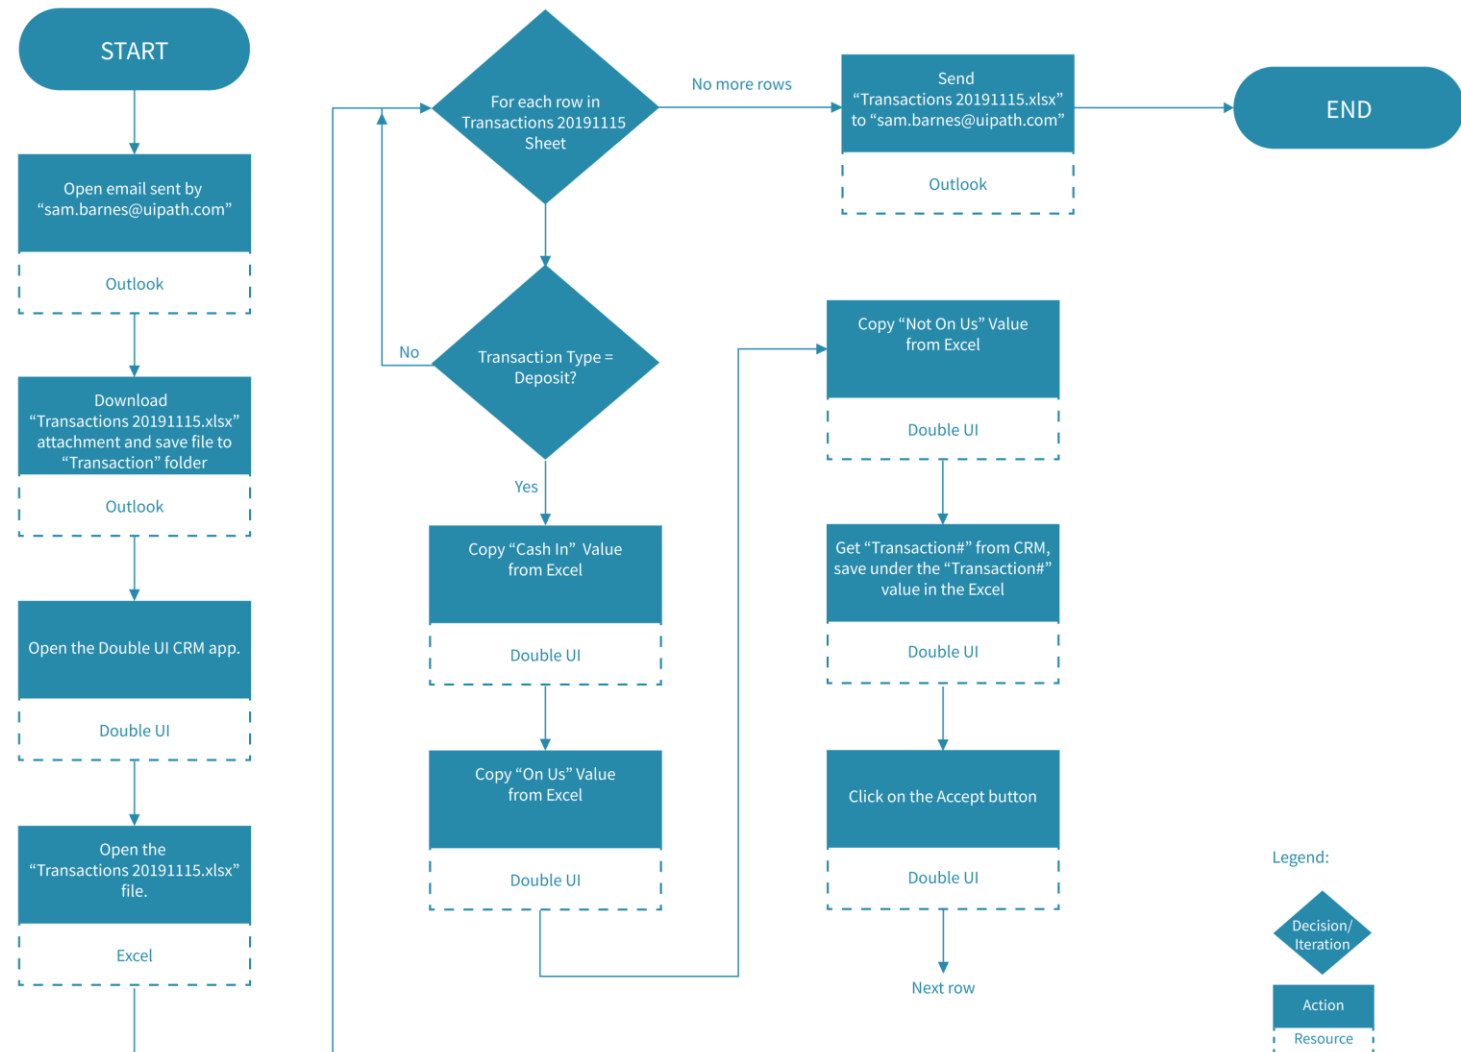 START
Open email sent by
“sam.barnes@uipath.com”
Outlook
Download
“Transactions 20191115.xlsx”
attachment and save file to
“Transaction” folder
Outlook
Open the Double UI CRM app.
Double UI
Open the
“Transactions 20191115.xlsx”
file.
Excel
For each row in
Transactions 20191115
Sheet
No more rows
Send
“Transactions 20191115.xlsx”
to “sam.barnes@uipath.com”
Outlook
END
Transaction Type =
Deposit?
No
Yes
Copy “Cash In” Value
from Excel
Double UI
Copy “On Us” Value
from Excel
Double UI
Copy “Not On Us” Value
from Excel
Double UI
Get “Transaction#” from CRM,
save under the “Transaction#”
value in the Excel
Double UI
Click on the Accept button
Double UI
Next row
Legend:
Decision/
Iteration
Action
Resource